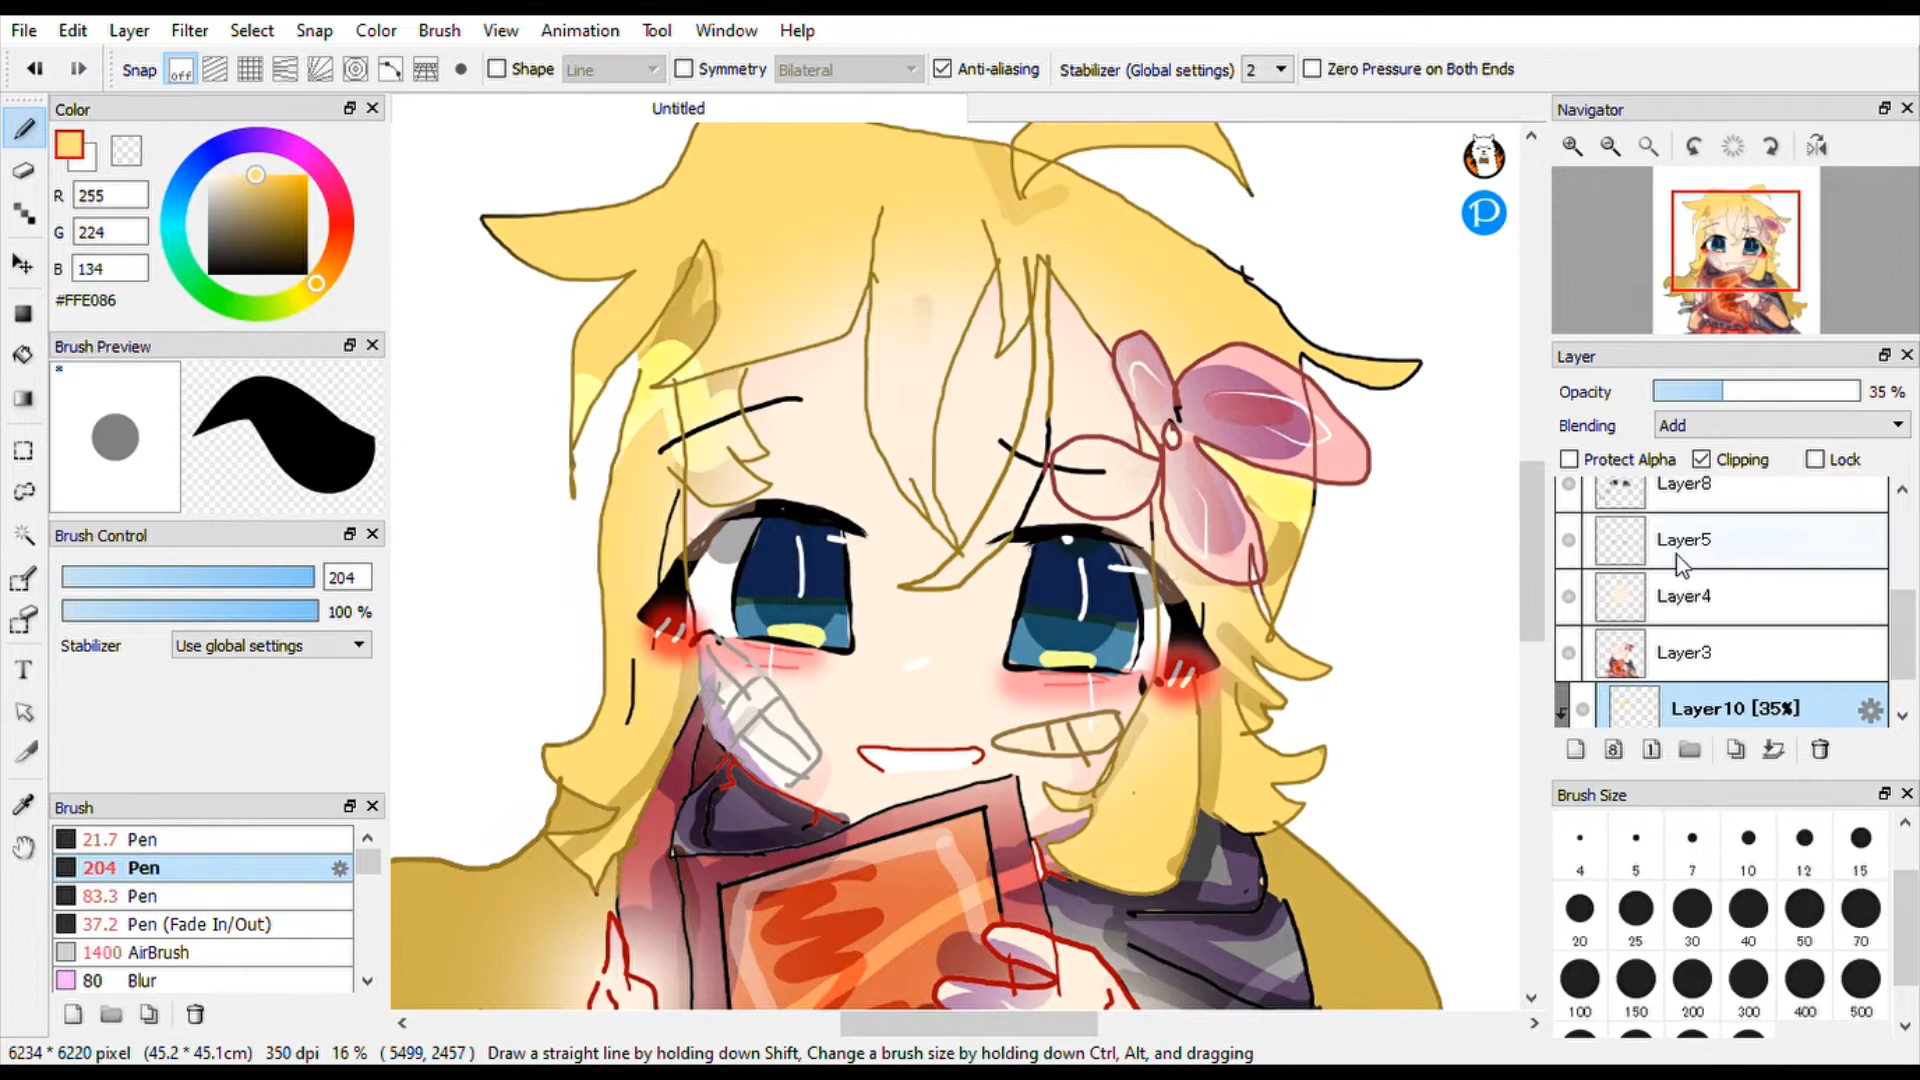 File Edit Layer Filter Select Snap Color Brush View Animation Tool Window Help
Snap off Shape Line Symmetry Bilateral Anti-aliasing Stabilizer (Global settings) 2 Zero Pressure on Both Ends
Color
R 255
G 224
B 134
#FFE086
Brush Preview
Brush Control
204
100 %
Stabilizer Use global settings
Brush
21.7 Pen
204 Pen
83.3 Pen
37.2 Pen (Fade In/Out)
1400 AirBrush
80 Blur
Untitled
P
Navigator
Layer
Opacity 35 %
Blending Add
Protect Alpha Clipping Lock
Layer8
Layer5
Layer4
Layer3
Layer10 [35%]
8 1
Brush Size
4 5 7 10 12 15
20 25 30 40 50 70
100 150 200 300 400 500
6234 * 6220 pixel (45.2 * 45.1cm) 350 dpi 16 % ( 5499, 2457 ) Draw a straight line by holding down Shift, Change a brush size by holding down Ctrl, Alt, and dragging